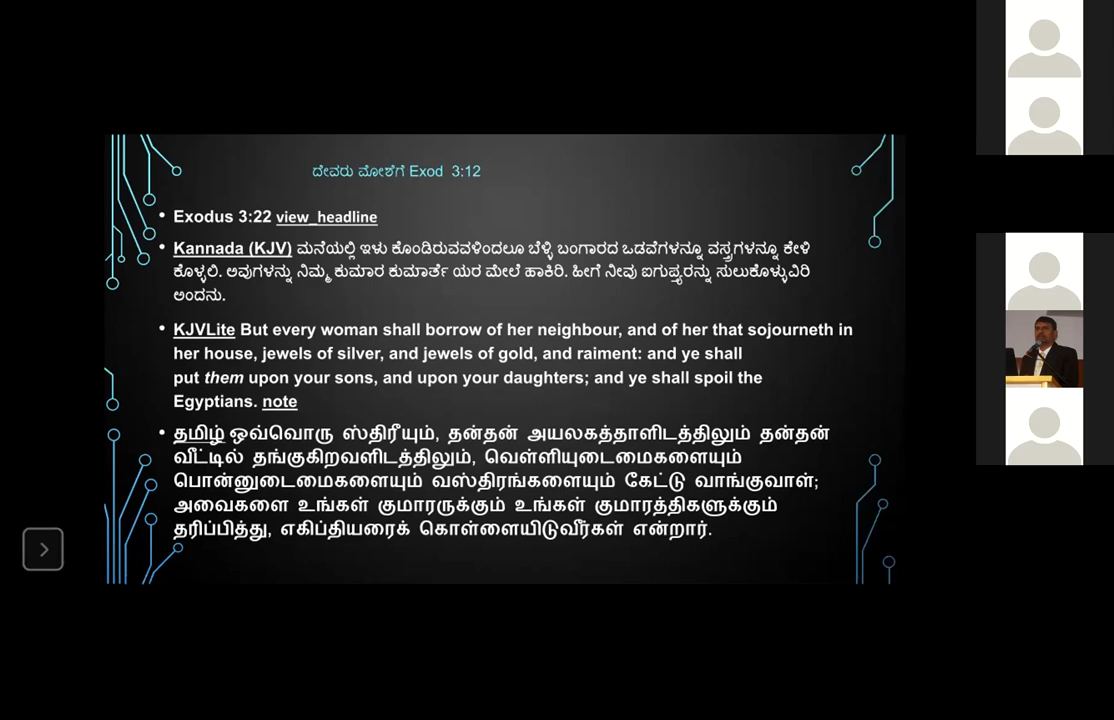 ದೇವರು ಮೋಶೆಗೆ Exod 3:12
• Exodus 3:22 view_headline
• Kannada (KJV) ಮನೆಯಲ್ಲಿ ಇಳು ಕೊಂಡಿರುವವಳಿಂದಲೂ ಬೆಳ್ಳಿ ಬಂಗಾರದ ಒಡವೆಗಳನ್ನೂ ವಸ್ತ್ರಗಳನ್ನೂ ಕೇಳಿ
ಕೊಳ್ಳಲಿ. ಅವುಗಳನ್ನು ನಿಮ್ಮ ಕುಮಾರ ಕುಮಾರ್ತೆ ಯರ ಮೇಲೆ ಹಾಕಿರಿ. ಹೀಗೆ ನೀವು ಐಗುಪ್ತ್ಯರನ್ನು ಸುಲುಕೊಳ್ಳುವಿರಿ
ಅಂದನು.
• KJVLite But every woman shall borrow of her neighbour, and of her that sojourneth in
her house, jewels of silver, and jewels of gold, and raiment: and ye shall
put them upon your sons, and upon your daughters; and ye shall spoil the
Egyptians. note
• தமிழ் ஒவ்வொரு ஸ்திரீயும், தன்தன் அயலகத்தாளிடத்திலும் தன்தன்
வீட்டில் தங்குகிறவளிடத்திலும், வெள்ளியுடைமைகளையும்
பொன்னுடைமைகளையும் வஸ்திரங்களையும் கேட்டு வாங்குவாள்;
அவைகளை உங்கள் குமாரருக்கும் உங்கள் குமாரத்திகளுக்கும்
தரிப்பித்து, எகிப்தியரைக் கொள்ளையிடுவீர்கள் என்றார்.